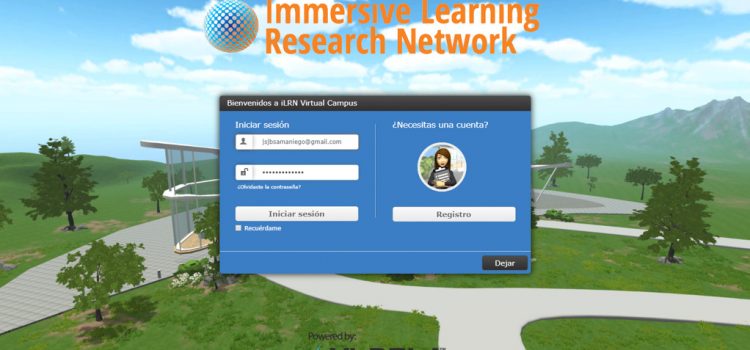 Immersive Learning
Research Network
Bienvenidos a iLRN Virtual Campus
Iniciar sesión
jsjbsamaniego@gmail.com
¿Olvidaste la contraseña?
Iniciar sesión
Recuérdame
¿Necesitas una cuenta?
Registro
Dejar
Powered by: